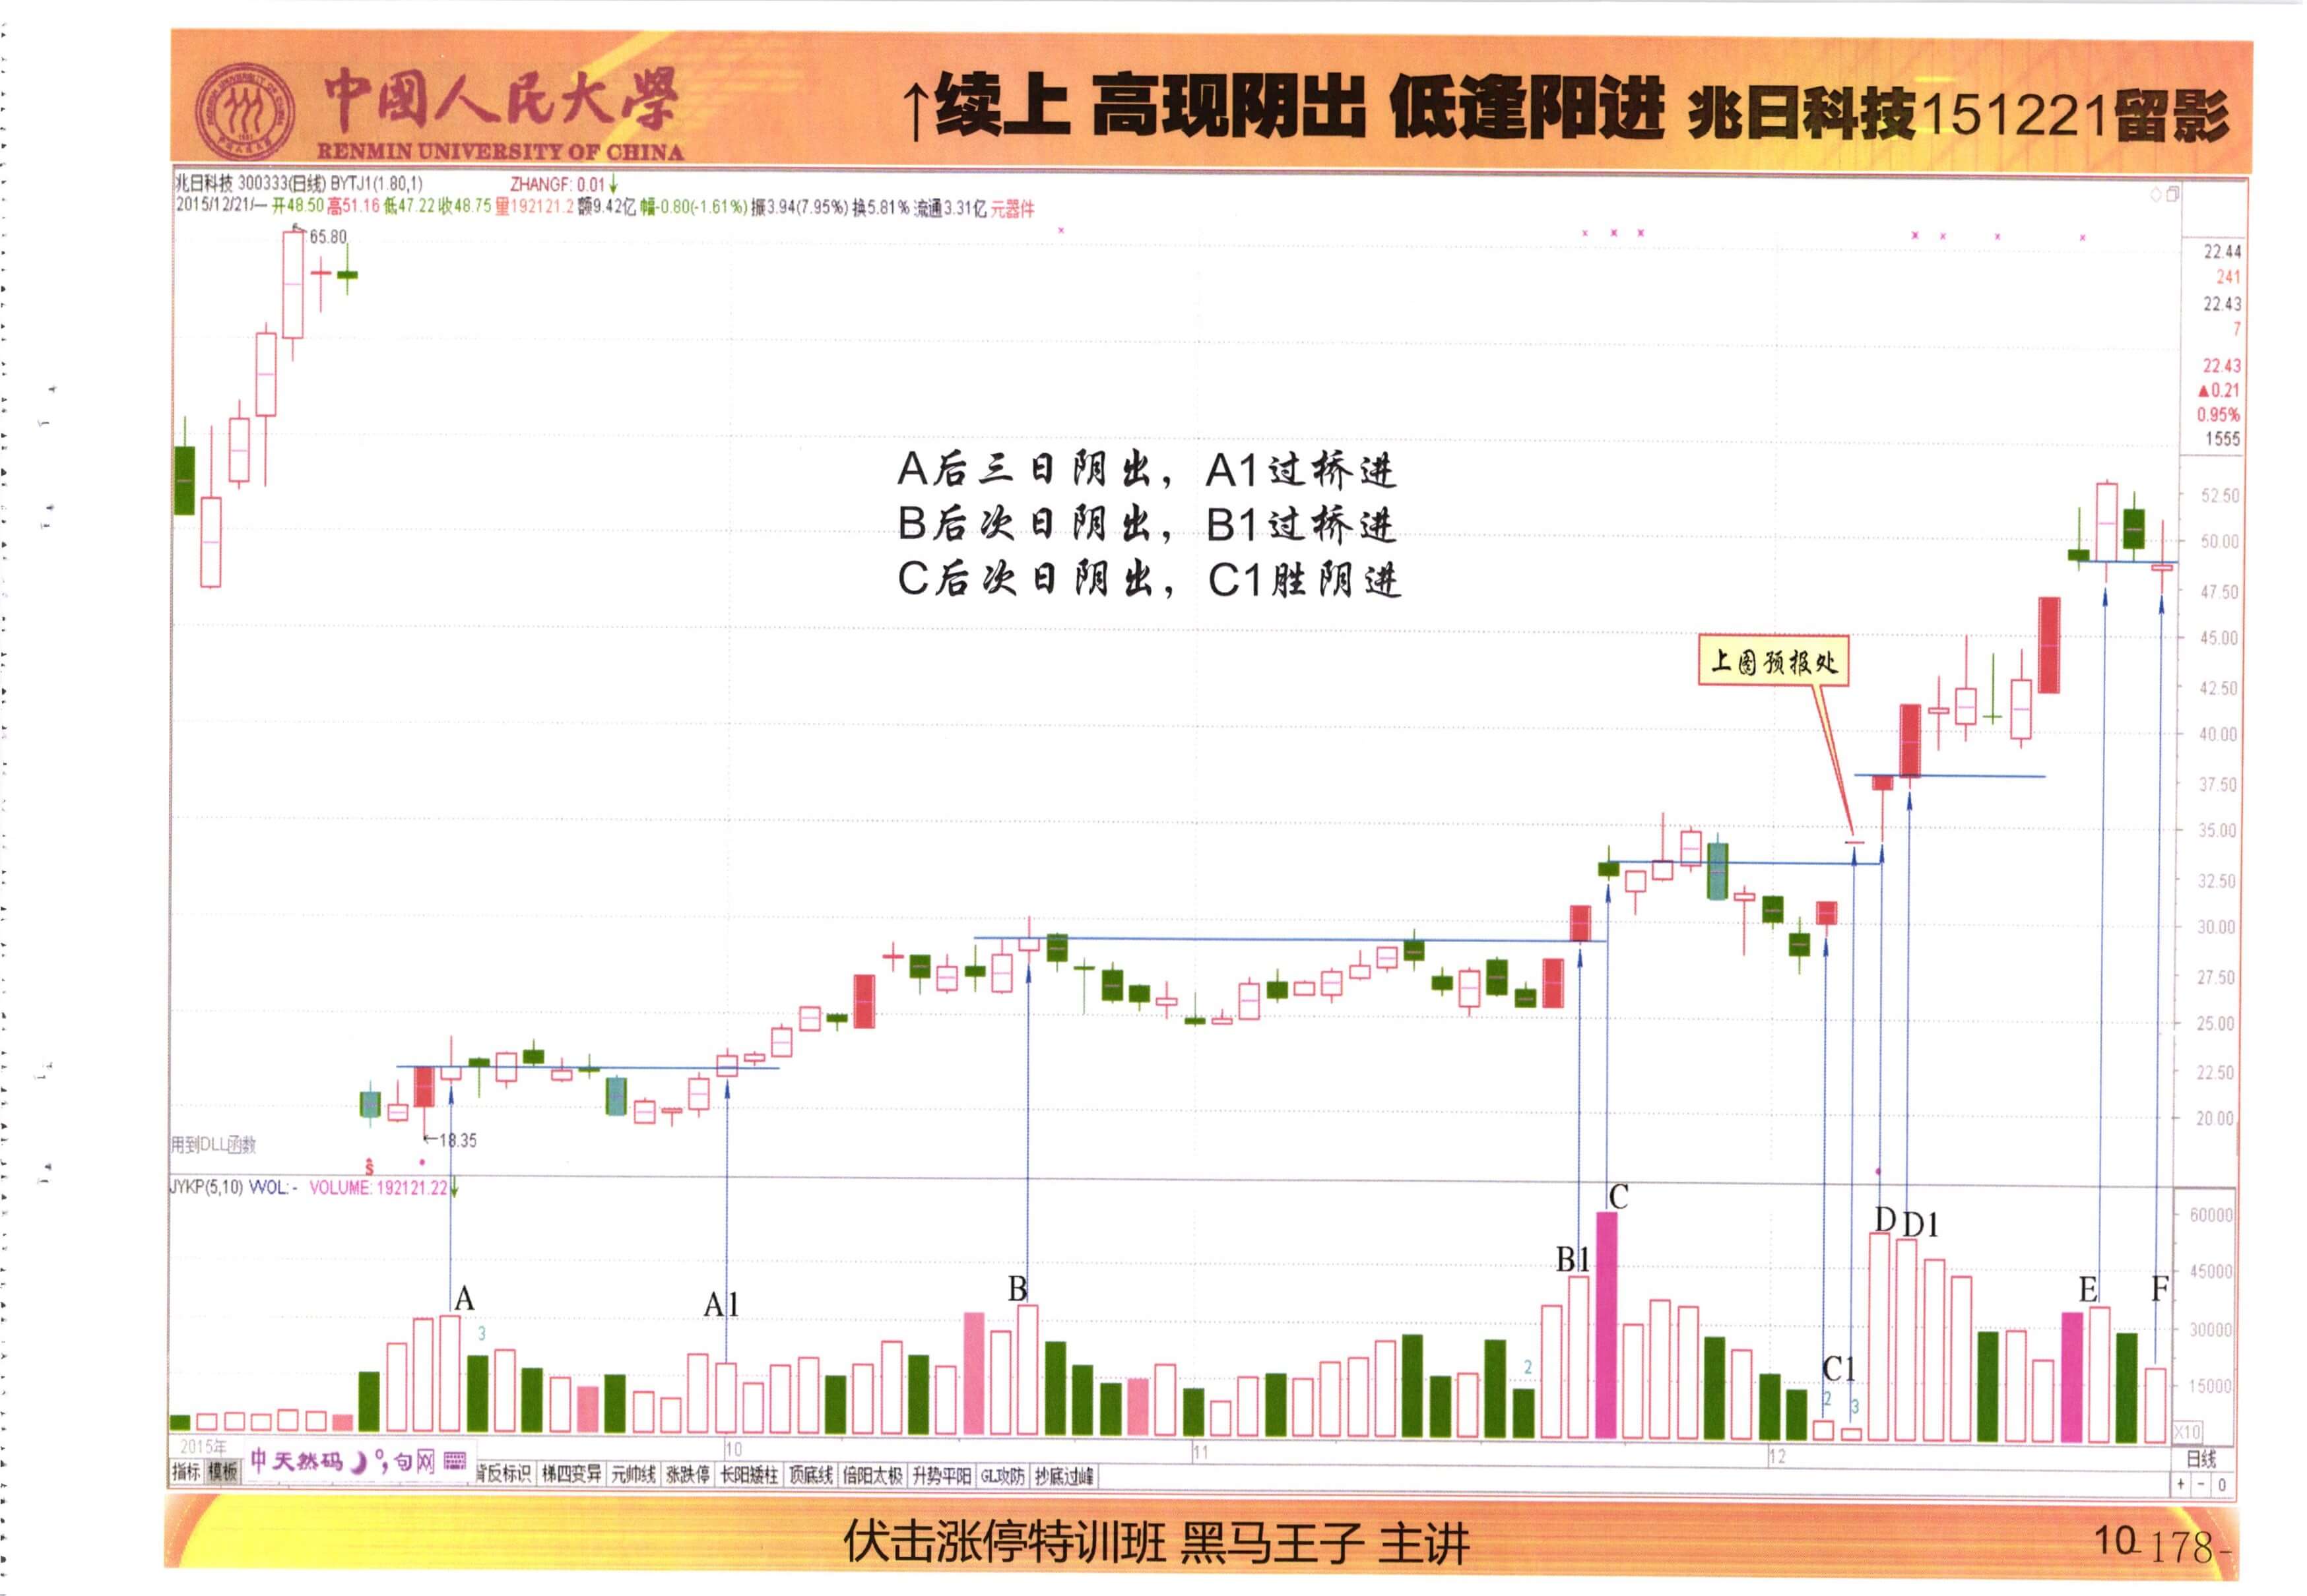 中國人民大學
RENMIN UNIVERSITY OF CHINA
↑续上 高现阴出 低逢阳进 兆日科技151221留影
兆日科技 300333(日线) BYTJ1(1.80,1) ZHANGF: 0.01↓
2015/12/21/一 开48.50 高51.16 低47.22 收48.75 量192121.2 额9.42亿 幅-0.80(-1.61%) 振3.94(7.95%) 换5.81% 流通3.31亿 元器件
65.80
22.44
241
22.43
7
22.43
▲0.21
0.95%
1555
A后三日阴出，A1过桥进
B后次日阴出，B1过桥进
C后次日阴出，C1胜阴进
上图预报处
52.50
50.00
47.50
45.00
42.50
40.00
37.50
35.00
32.50
30.00
27.50
25.00
22.50
20.00
←18.35
用到DLL函数
JYKP(5,10) VVOL: - VOLUME: 192121.22↓
A
A1
B
B1
C
C1
D
D1
E
F
3
2
2
3
60000
45000
30000
15000
X10
2015年
10
11
12
日线
中天然码
句网
指标 模板 背反标识 梯四变异 元帅线 涨跌停 长阳矮柱 顶底线 倍阳太极 升势平阳 GL攻防 抄底过峰
+ - 0
伏击涨停特训班 黑马王子 主讲
10 178-